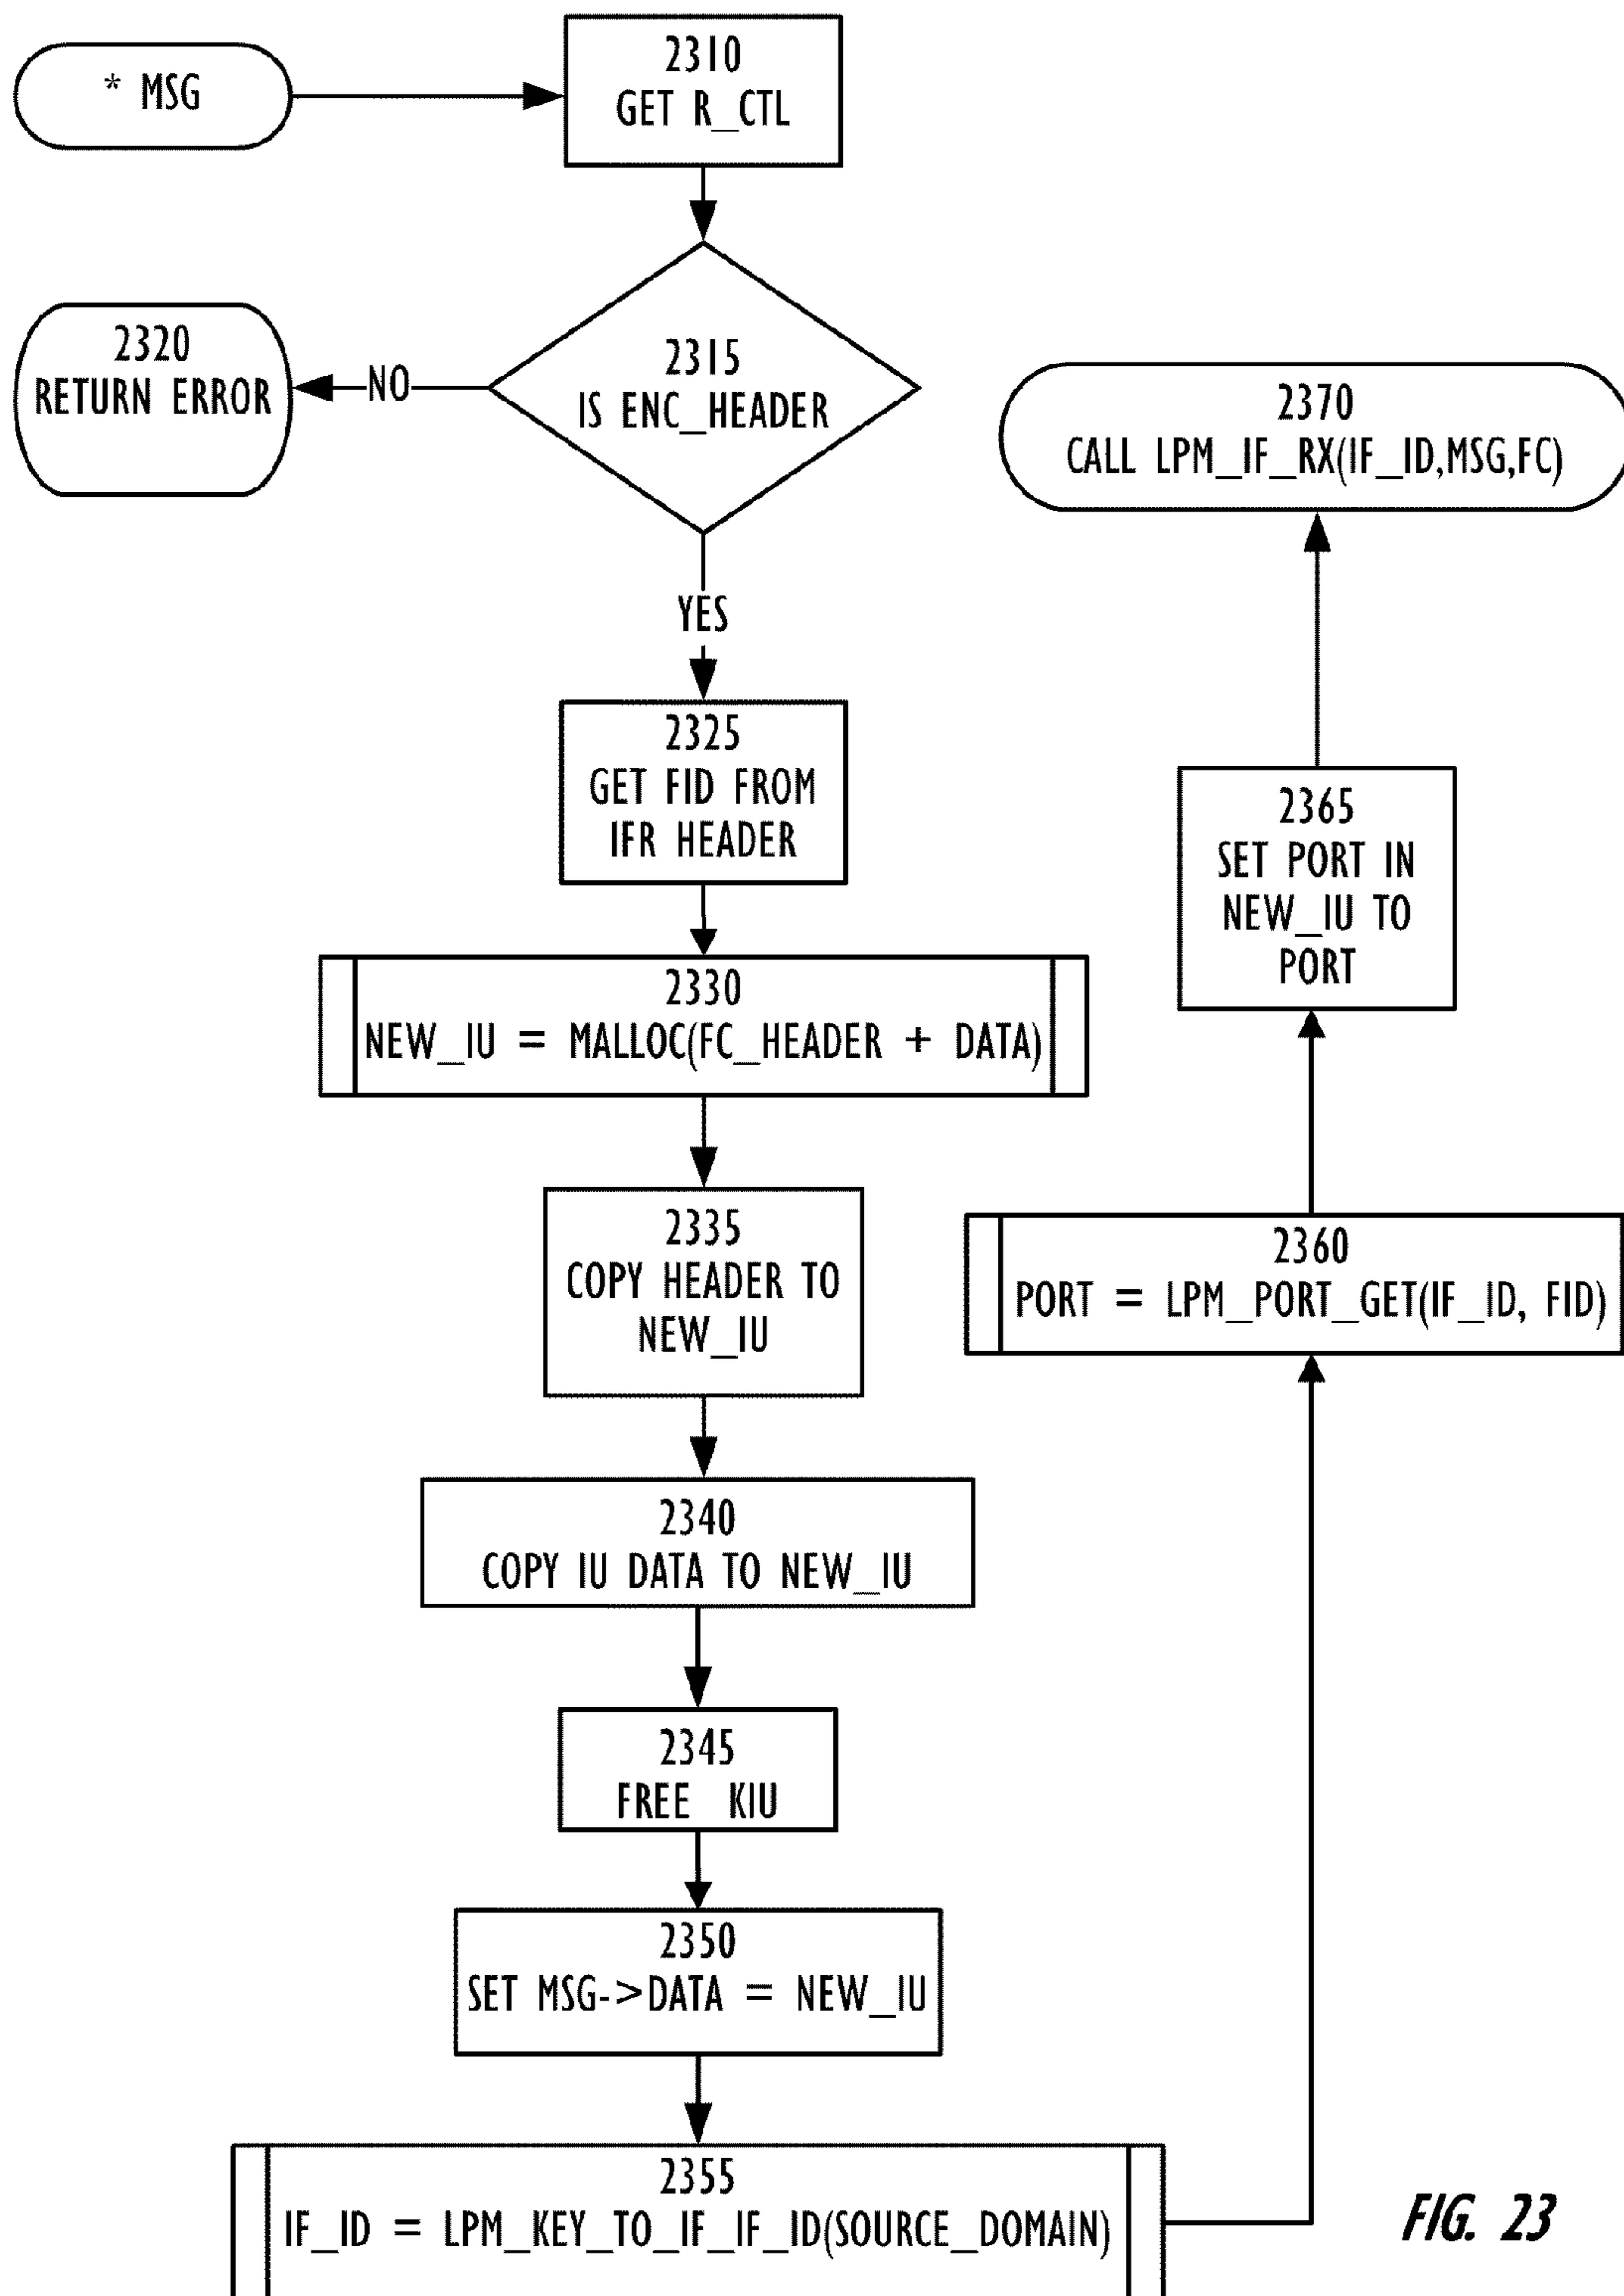 * MSG
2310
GET R_CTL
2315
IS ENC_HEADER
NO
2320
RETURN ERROR
YES
2325
GET FID FROM
IFR HEADER
2330
NEW_IU = MALLOC(FC_HEADER + DATA)
2335
COPY HEADER TO
NEW_IU
2340
COPY IU DATA TO NEW_IU
2345
FREE KIU
2350
SET MSG->DATA = NEW_IU
2355
IF_ID = LPM_KEY_TO_IF_IF_ID(SOURCE_DOMAIN)
2360
PORT = LPM_PORT_GET(IF_ID, FID)
2365
SET PORT IN
NEW_IU TO
PORT
2370
CALL LPM_IF_RX(IF_ID,MSG,FC)
FIG. 23